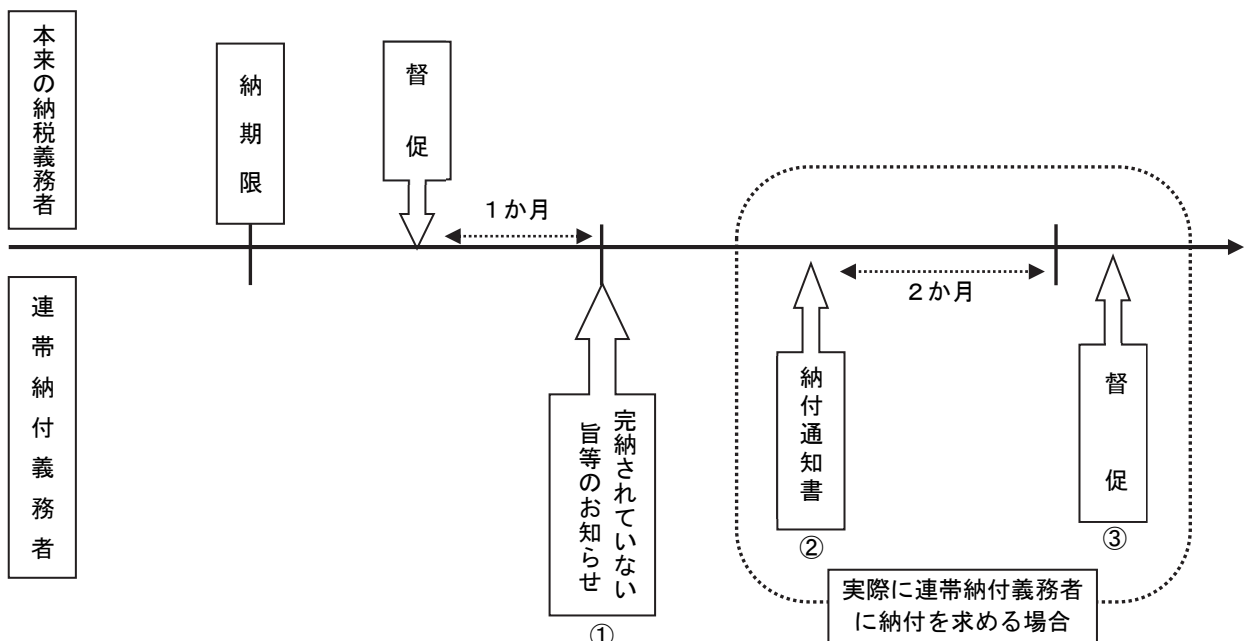 本来の納税義務者
納期限
督促
1か月
2か月
連帯納付義務者
完納されていない
旨等のお知らせ
①
納付通知書
②
督促
③
実際に連帯納付義務者
に納付を求める場合